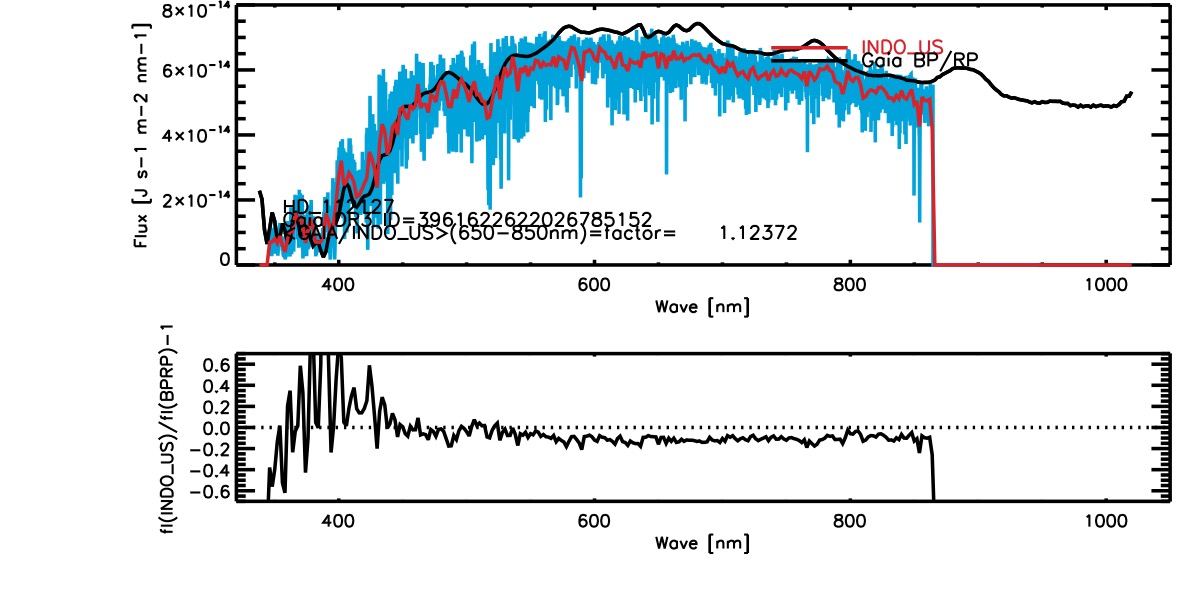 8×10⁻¹⁴
6×10⁻¹⁴
4×10⁻¹⁴
2×10⁻¹⁴
0
Flux [J s−1 m−2 nm−1]
INDO_US
Gaia BP/RP
Gaia DR3 ID=3961622622026785152
<GAIA/INDO_US>(650−850nm)=factor= 1.12372
400 600 800 1000
Wave [nm]
fl(INDO_US)/fl(BPRP)−1
0.6
0.4
0.2
0.0
−0.2
−0.4
−0.6
400 600 800 1000
Wave [nm]